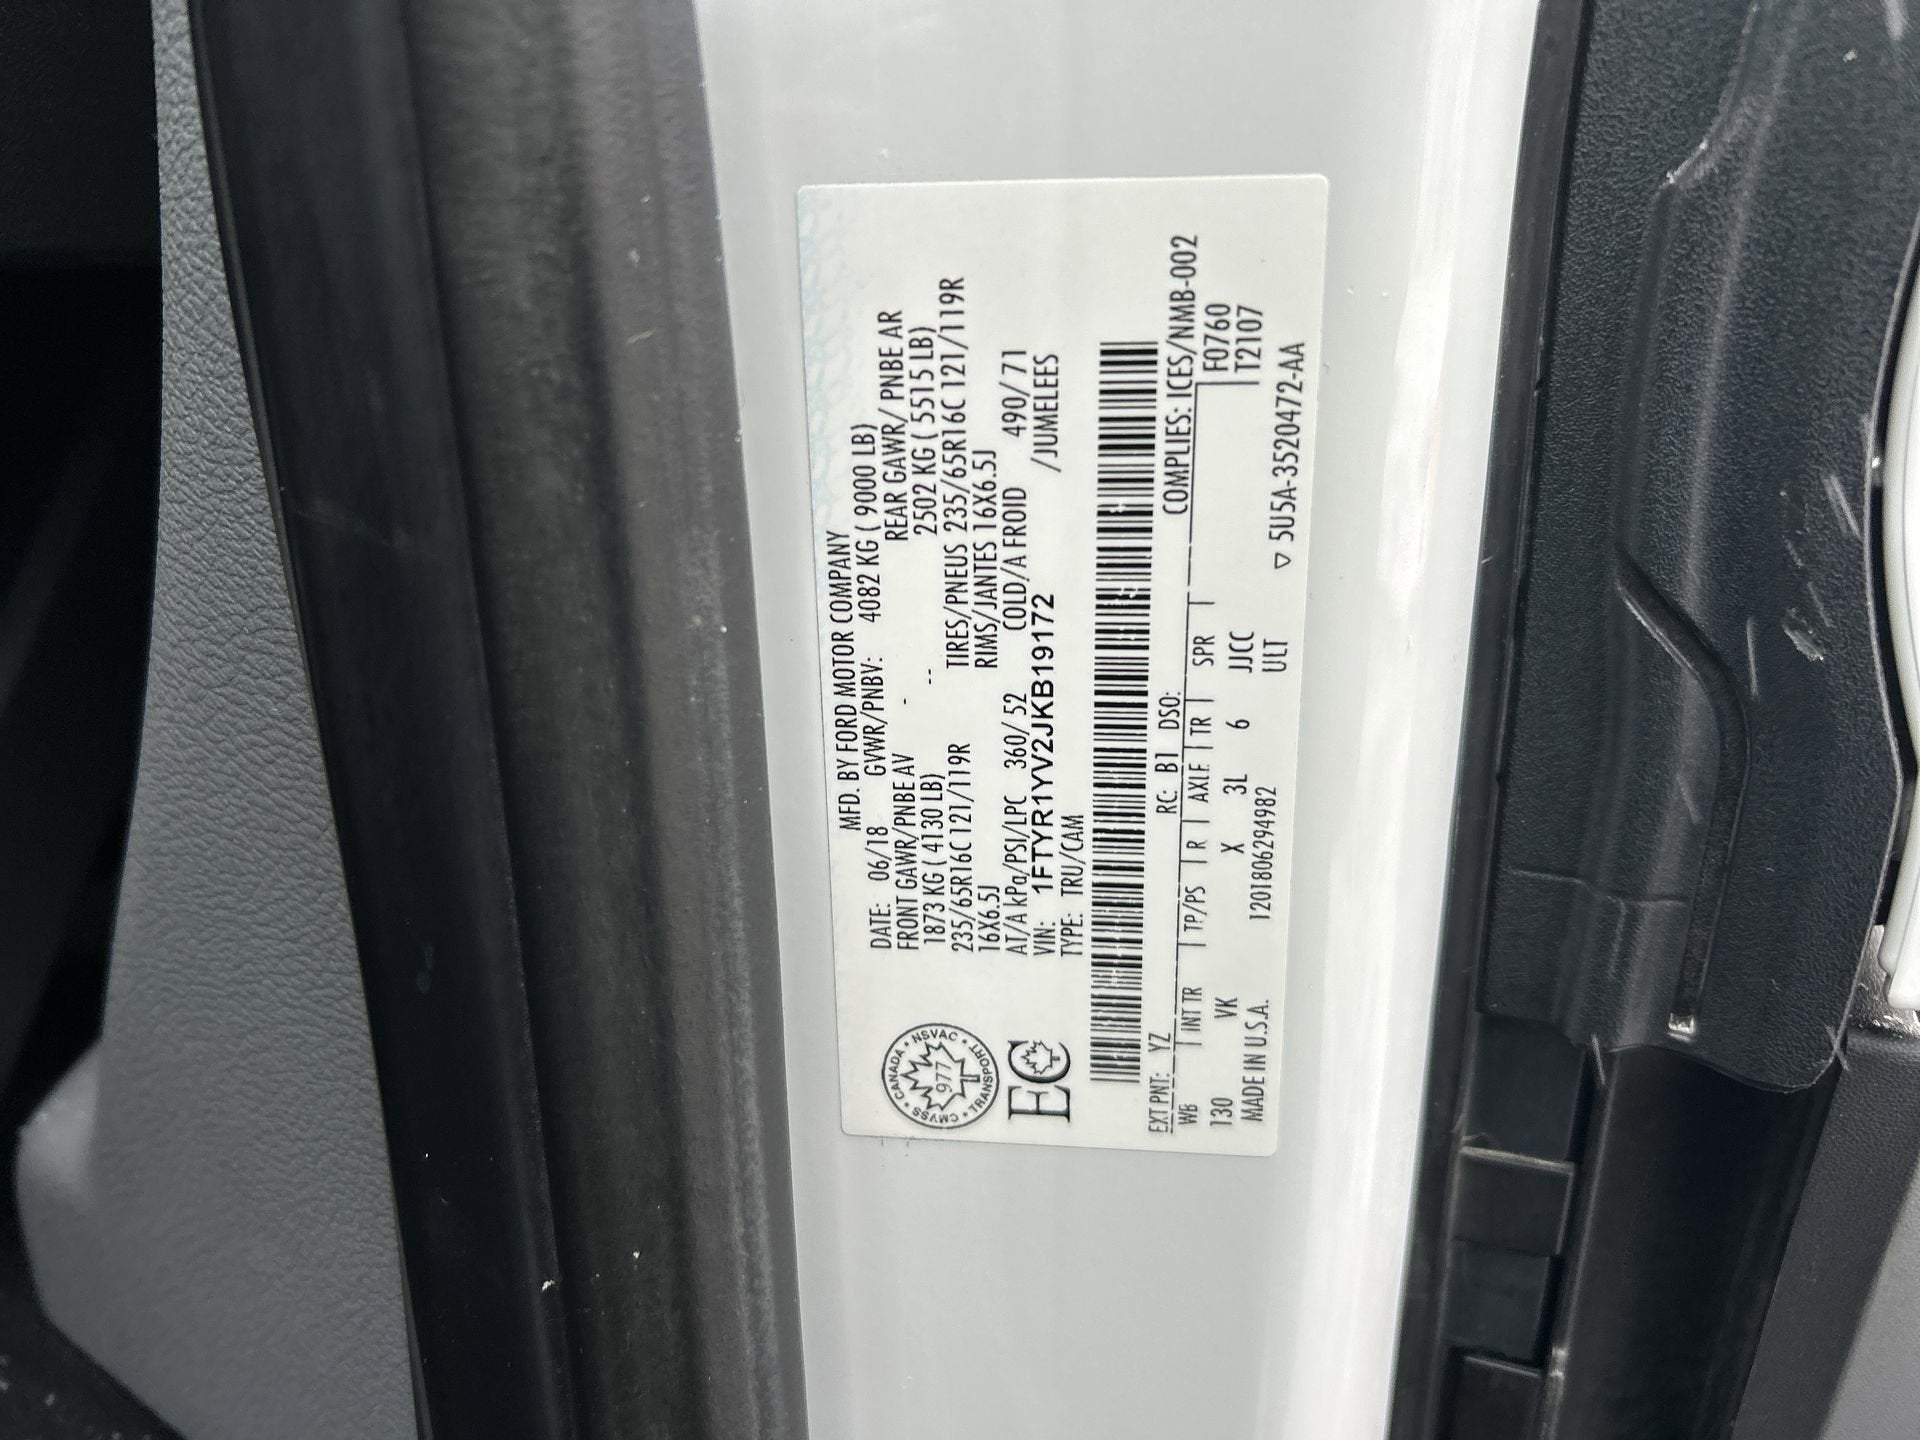 MFD. BY FORD MOTOR COMPANY
DATE: 06/18 GVWR/PNBV: 4082 KG ( 9000 LB)
FRONT GAWR/PNBE AV - REAR GAWR/ PNBE AR
1873 KG ( 4130 LB) -- 2502 KG ( 5515 LB)
235/65R16C 121/119R TIRES/PNEUS 235/65R16C 121/119R
16X6.5J RIMS/JANTES 16X6.5J
AT/A kPa/PSI/LPC 360/ 52 COLD/A FROID 490/ 71
VIN: 1FTYR1YV2JKB19172 /JUMELEES
TYPE: TRU/CAM
CANADA • NSVAC • TRANSPORT • CMVSS •
977
EC
EXT PNT: YZ RC: B1 DSO: COMPLIES: ICES/NMB-002
WB INT TR TP/PS R AXLE TR SPR F0760
130 VK X 3L 6 JJCC T2107
MADE IN U.S.A. 1201806294982 ULT ▽ 5U5A-3520472-AA